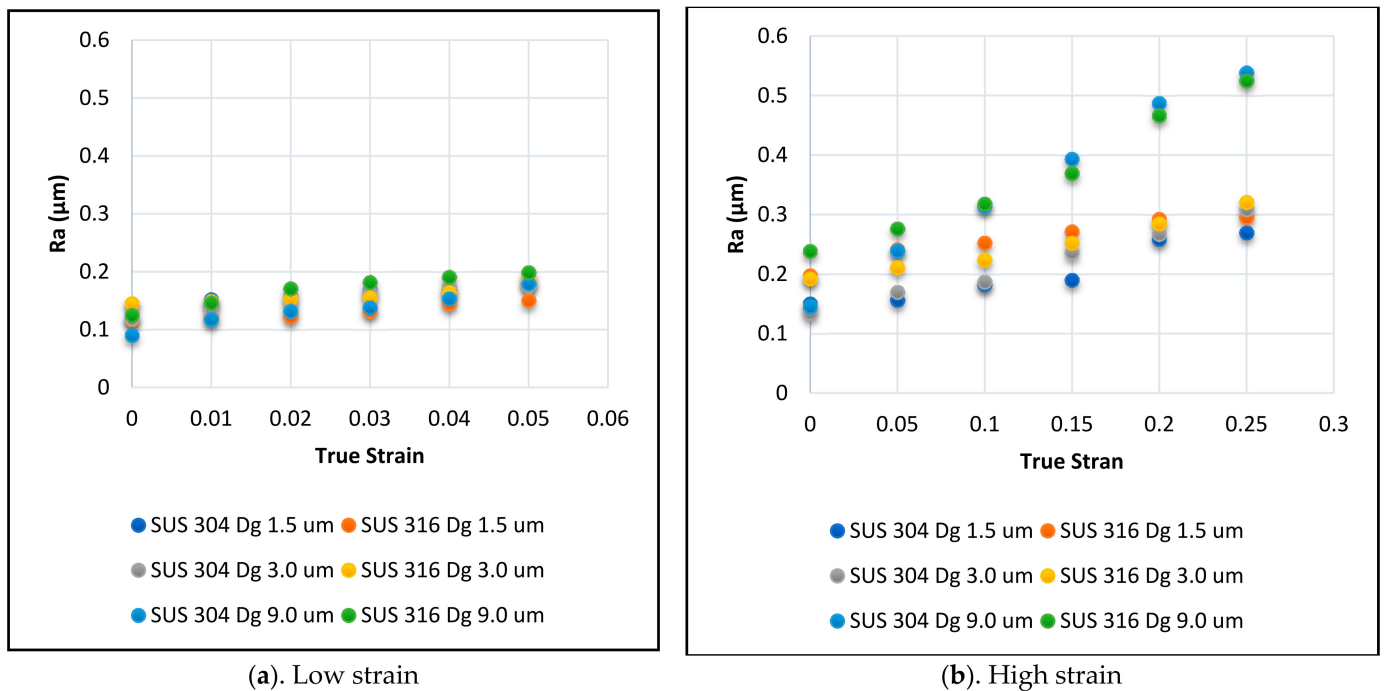 0.6
0.5
0.4
0.3
0.2
0.1
0
Ra (µm)
0 0.01 0.02 0.03 0.04 0.05 0.06
True Strain
SUS 304 Dg 1.5 um SUS 316 Dg 1.5 um
SUS 304 Dg 3.0 um SUS 316 Dg 3.0 um
SUS 304 Dg 9.0 um SUS 316 Dg 9.0 um
(a). Low strain
0.6
0.5
0.4
0.3
0.2
0.1
0
Ra (µm)
0 0.05 0.1 0.15 0.2 0.25 0.3
True Stran
SUS 304 Dg 1.5 um SUS 316 Dg 1.5 um
SUS 304 Dg 3.0 um SUS 316 Dg 3.0 um
SUS 304 Dg 9.0 um SUS 316 Dg 9.0 um
(b). High strain